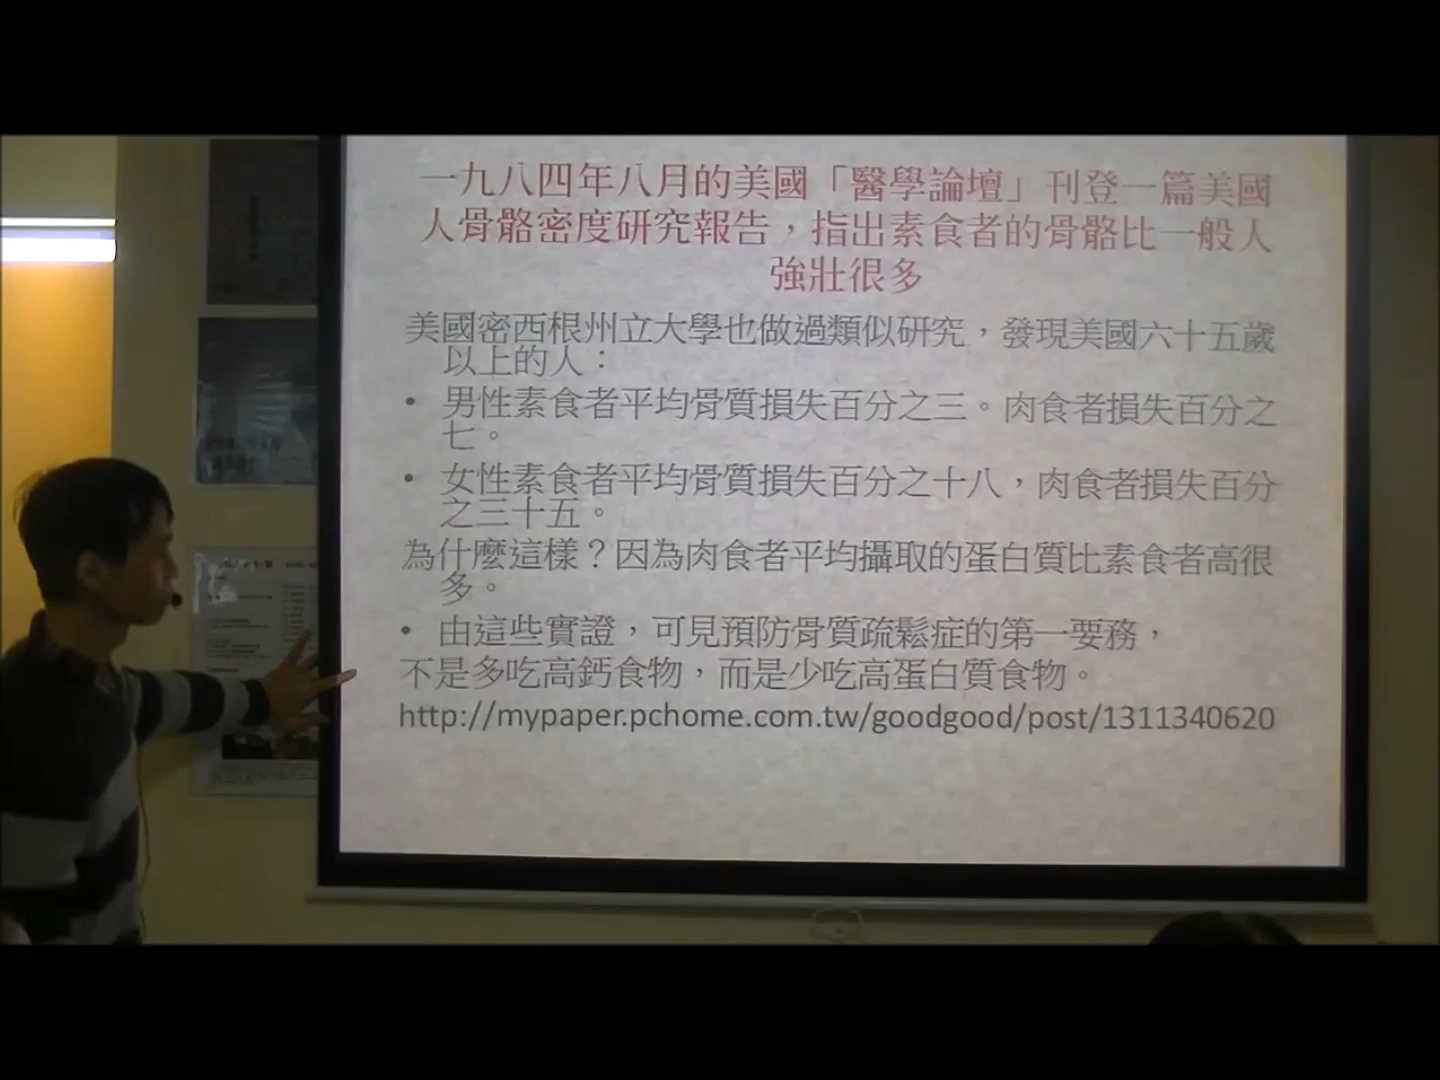 一九八四年八月的美國「醫學論壇」刊登一篇美國
人骨骼密度研究報告，指出素食者的骨骼比一般人
強壯很多
美國密西根州立大學也做過類似研究，發現美國六十五歲
以上的人：
• 男性素食者平均骨質損失百分之三。肉食者損失百分之
七。
• 女性素食者平均骨質損失百分之十八，肉食者損失百分
之三十五。
為什麼這樣？因為肉食者平均攝取的蛋白質比素食者高很
多。
• 由這些實證，可見預防骨質疏鬆症的第一要務，
不是多吃高鈣食物，而是少吃高蛋白質食物。
http://mypaper.pchome.com.tw/goodgood/post/1311340620